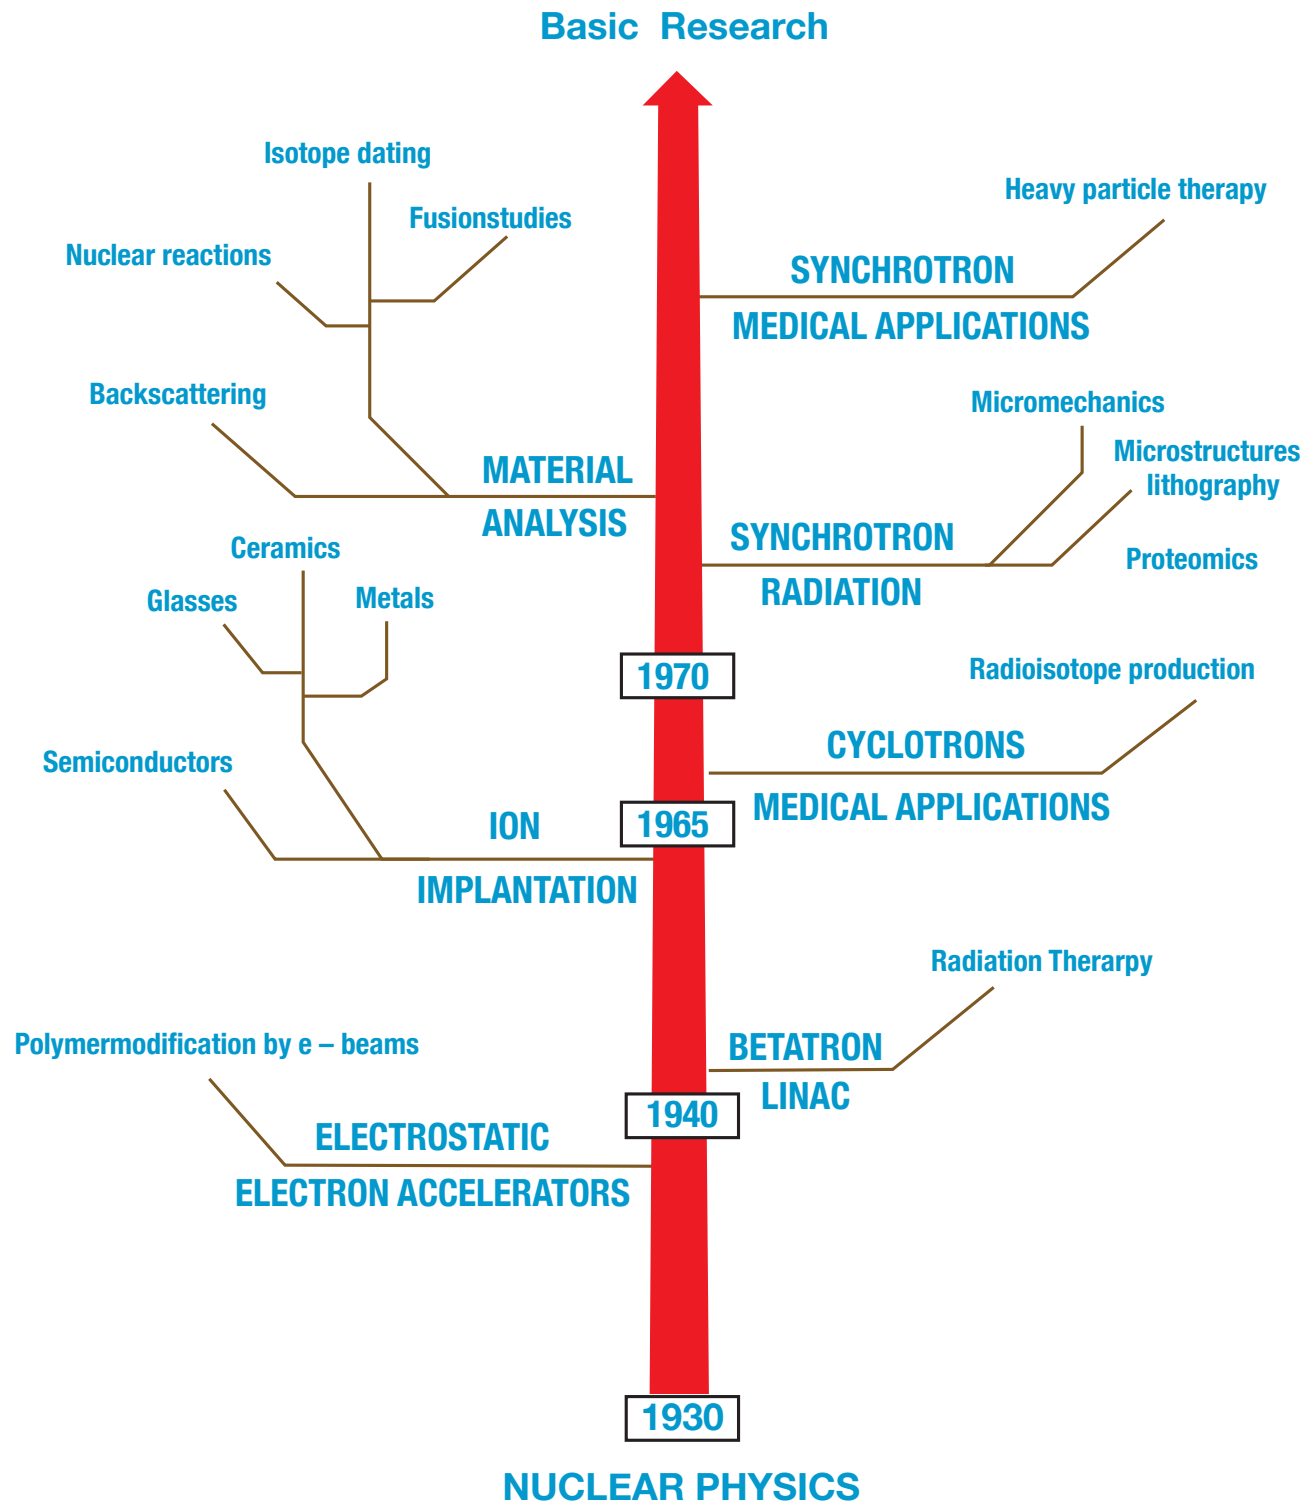 Basic Research
Isotope dating
Heavy particle therapy
Fusionstudies
Nuclear reactions
SYNCHROTRON
MEDICAL APPLICATIONS
Backscattering
Micromechanics
Microstructures
lithography
MATERIAL
ANALYSIS
SYNCHROTRON
RADIATION
Proteomics
Ceramics
Glasses
Metals
1970
Radioisotope production
CYCLOTRONS
MEDICAL APPLICATIONS
Semiconductors
1965
ION
IMPLANTATION
Radiation Therarpy
Polymermodification by e – beams
BETATRON
LINAC
1940
ELECTROSTATIC
ELECTRON ACCELERATORS
1930
NUCLEAR PHYSICS